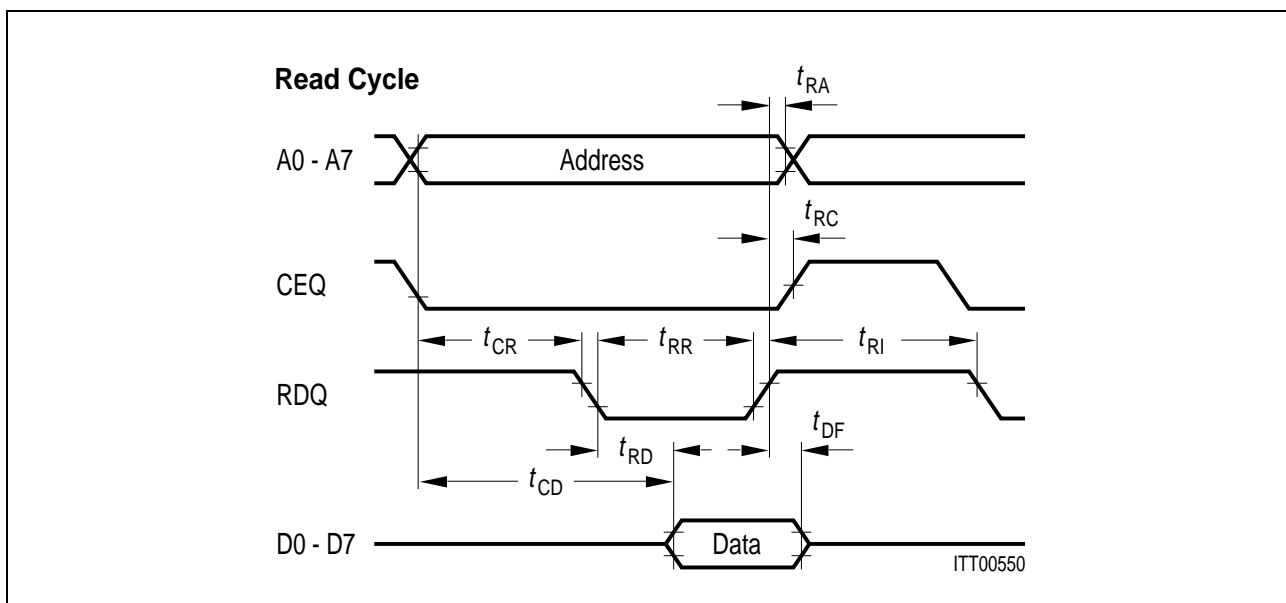 Read Cycle
tRA
A0 - A7
Address
tRC
CEQ
tCR
tRR
tRI
RDQ
tRD
tDF
tCD
D0 - D7
Data
ITT00550